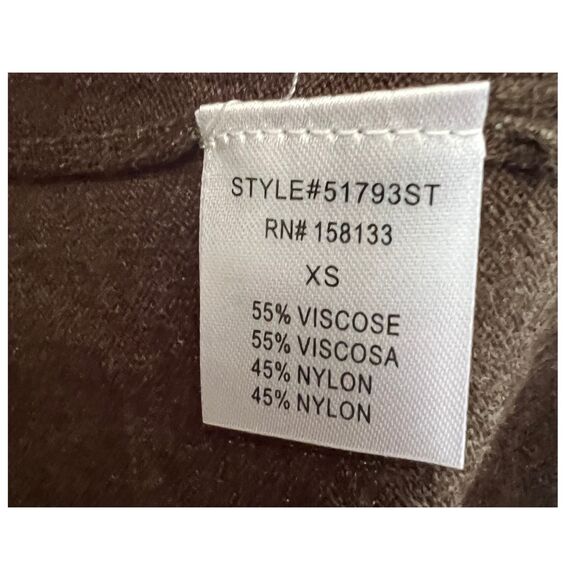 STYLE#51793ST
RN# 158133
XS
55% VISCOSE
55% VISCOSA
45% NYLON
45% NYLON